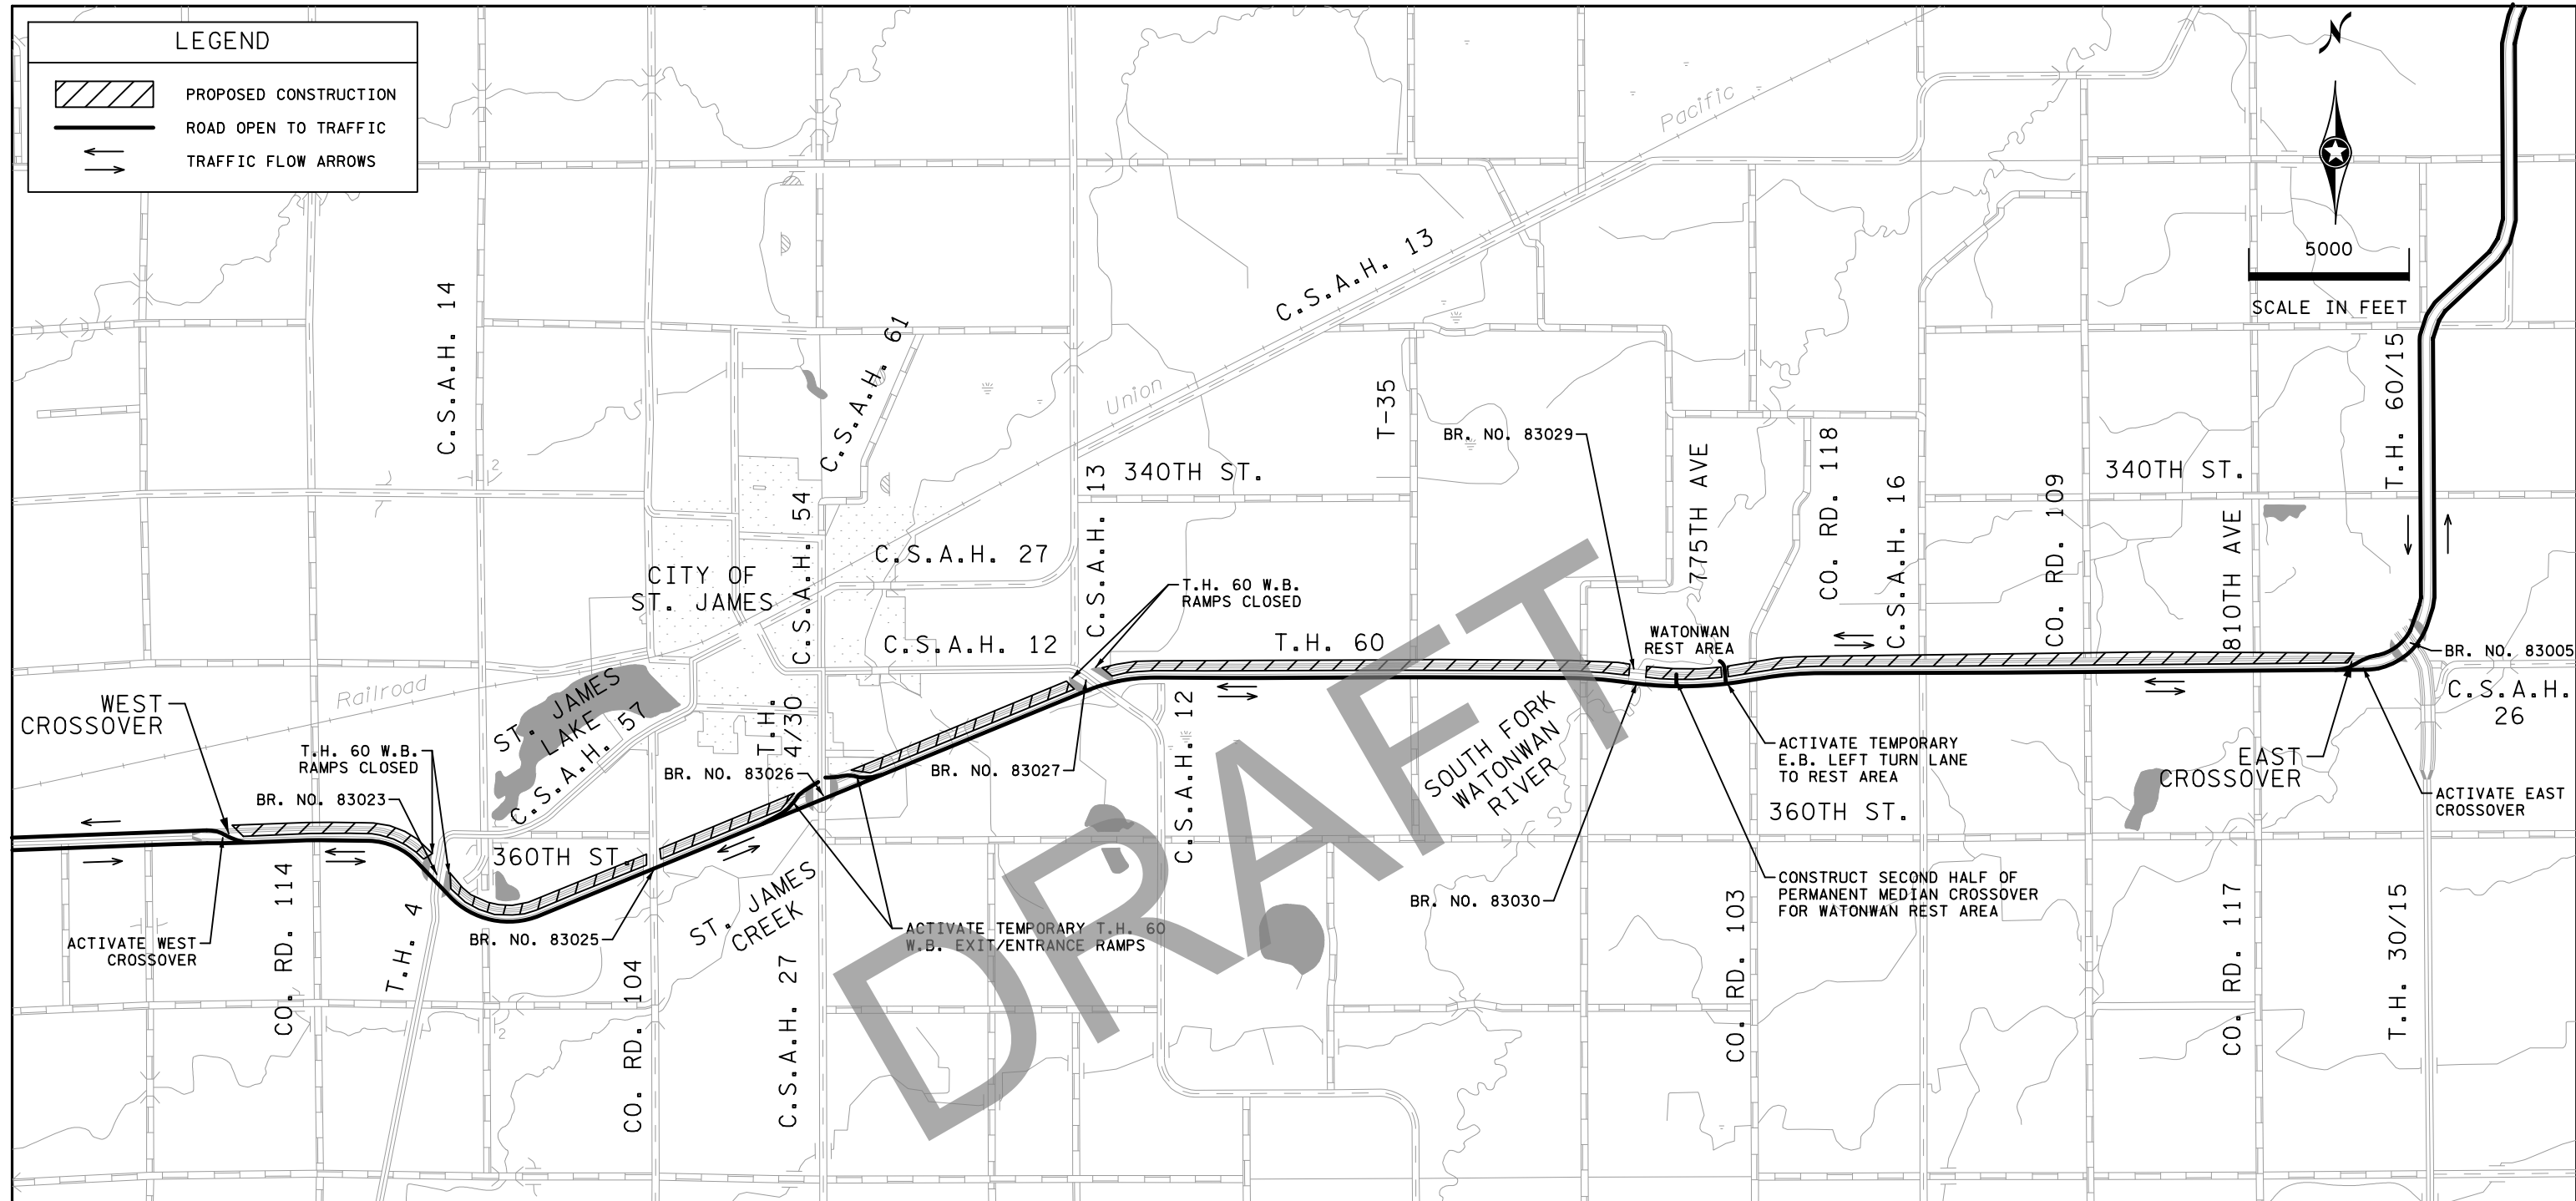 LEGEND
PROPOSED CONSTRUCTION
ROAD OPEN TO TRAFFIC
TRAFFIC FLOW ARROWS
N
5000
SCALE IN FEET
Pacific
Union
Railroad
C.S.A.H. 13
C.S.A.H. 14
C.S.A.H. 61
2
T-35
T.H. 60/15
BR. NO. 83029
340TH ST.
340TH ST.
C.S.A.H. 13
775TH AVE
CO. RD. 118
C.S.A.H. 16
CO. RD. 109
810TH AVE
C.S.A.H. 54
C.S.A.H. 27
CITY OF
ST. JAMES
T.H. 60 W.B.
RAMPS CLOSED
C.S.A.H. 12
T.H. 60
WATONWAN
REST AREA
BR. NO. 83005
C.S.A.H.
26
WEST
CROSSOVER
ST. JAMES
LAKE
C.S.A.H. 57
T.H.
4/30
T.H. 60 W.B.
RAMPS CLOSED
BR. NO. 83023
BR. NO. 83026
BR. NO. 83027
C.S.A.H. 12
SOUTH FORK
WATONWAN
RIVER
ACTIVATE TEMPORARY
E.B. LEFT TURN LANE
TO REST AREA
EAST
CROSSOVER
ACTIVATE EAST
CROSSOVER
360TH ST.
360TH ST.
CO. RD. 114
T.H. 4
ACTIVATE WEST
CROSSOVER
BR. NO. 83025
ST. JAMES
CREEK
ACTIVATE TEMPORARY T.H. 60
W.B. EXIT/ENTRANCE RAMPS
BR. NO. 83030
CONSTRUCT SECOND HALF OF
PERMANENT MEDIAN CROSSOVER
FOR WATONWAN REST AREA
CO. RD. 104
C.S.A.H. 27
CO. RD. 103
CO. RD. 117
T.H. 30/15
2
DRAFT